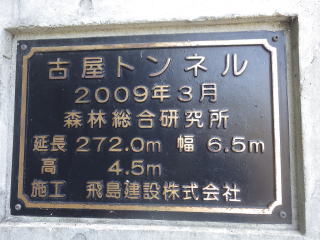 古屋トンネル
2009年3月
森林総合研究所
延長 272.0m 幅 6.5m
高 4.5m
施工 飛島建設株式会社